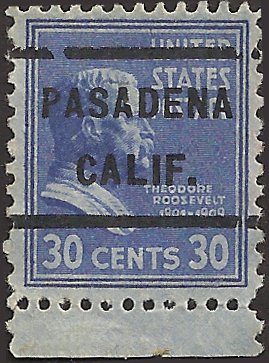 UNITED
STATES
PASADENA
CALIF.
THEODORE
ROOSEVELT
1901-1909
30 CENTS 30